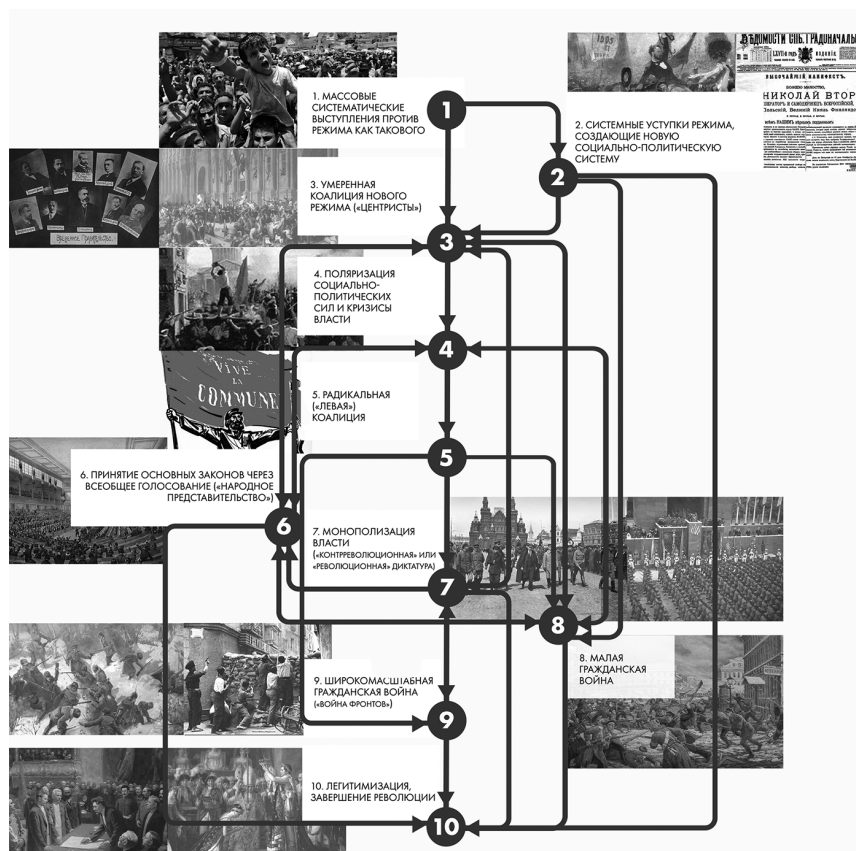 1. МАССОВЫЕ
СИСТЕМАТИЧЕСКИЕ
ВЫСТУПЛЕНИЯ ПРОТИВ
РЕЖИМА КАК ТАКОВОГО
1
ВЕДОМОСТИ СПБ. ГРАДОНАЧАЛЬ
ВЫСОЧАЙШІЙ МАНИФЕСТЪ.
НИКОЛАЙ ВТОР
2. СИСТЕМНЫЕ УСТУПКИ РЕЖИМА,
СОЗДАЮЩИЕ НОВУЮ
СОЦИАЛЬНО-ПОЛИТИЧЕСКУЮ
СИСТЕМУ
2
3. УМЕРЕННАЯ
КОАЛИЦИЯ НОВОГО
РЕЖИМА («ЦЕНТРИСТЫ»)
3
4. ПОЛЯРИЗАЦИЯ
СОЦИАЛЬНО-
ПОЛИТИЧЕСКИХ
СИЛ И КРИЗИСЫ
ВЛАСТИ
4
VIVE
LA
COMMUNE
5. РАДИКАЛЬНАЯ
(«ЛЕВАЯ»)
КОАЛИЦИЯ
5
6. ПРИНЯТИЕ ОСНОВНЫХ ЗАКОНОВ ЧЕРЕЗ
ВСЕОБЩЕЕ ГОЛОСОВАНИЕ («НАРОДНОЕ
ПРЕДСТАВИТЕЛЬСТВО»)
6
7. МОНОПОЛИЗАЦИЯ
ВЛАСТИ
(«КОНТРРЕВОЛЮЦИОННАЯ» ИЛИ
«РЕВОЛЮЦИОННАЯ» ДИКТАТУРА)
7
8
8. МАЛАЯ
ГРАЖДАНСКАЯ
ВОЙНА
9. ШИРОКОМАСШТАБНАЯ
ГРАЖДАНСКАЯ ВОЙНА
(«ВОЙНА ФРОНТОВ»)
9
10. ЛЕГИТИМИЗАЦИЯ,
ЗАВЕРШЕНИЕ РЕВОЛЮЦИИ
10